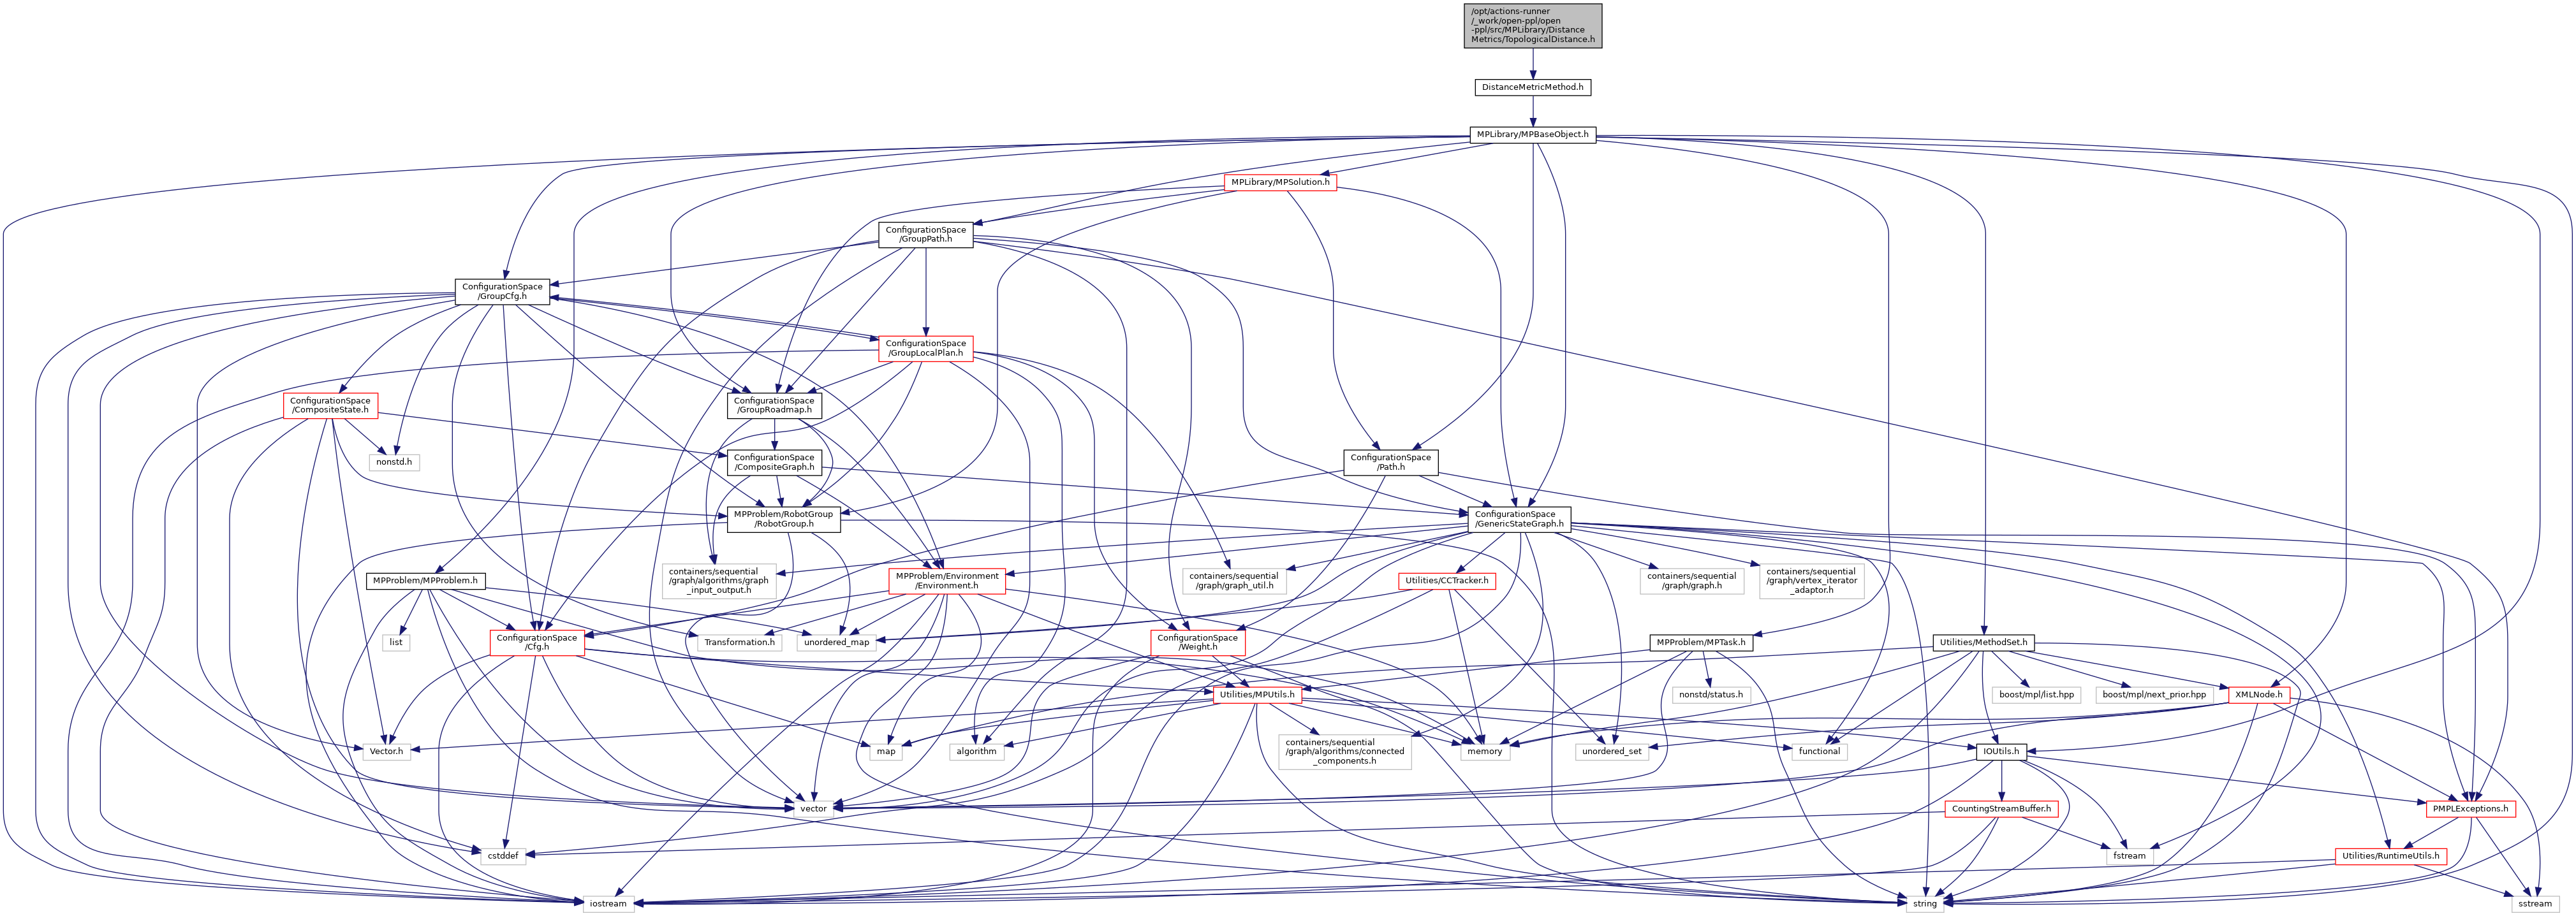 /opt/actions-runner
/_work/open-ppl/open
-ppl/src/MPLibrary/Distance
Metrics/TopologicalDistance.h
DistanceMetricMethod.h
MPLibrary/MPBaseObject.h
MPLibrary/MPSolution.h
ConfigurationSpace
/GroupPath.h
ConfigurationSpace
/GroupCfg.h
ConfigurationSpace
/GroupLocalPlan.h
ConfigurationSpace
/CompositeState.h
ConfigurationSpace
/GroupRoadmap.h
nonstd.h
ConfigurationSpace
/CompositeGraph.h
ConfigurationSpace
/Path.h
MPProblem/RobotGroup
/RobotGroup.h
ConfigurationSpace
/GenericStateGraph.h
MPProblem/MPProblem.h
containers/sequential
/graph/algorithms/graph
_input_output.h
MPProblem/Environment
/Environment.h
containers/sequential
/graph/graph_util.h
Utilities/CCTracker.h
containers/sequential
/graph/graph.h
containers/sequential
/graph/vertex_iterator
_adaptor.h
list
ConfigurationSpace
/Cfg.h
Transformation.h
unordered_map
ConfigurationSpace
/Weight.h
MPProblem/MPTask.h
Utilities/MethodSet.h
Utilities/MPUtils.h
nonstd/status.h
boost/mpl/list.hpp
boost/mpl/next_prior.hpp
XMLNode.h
Vector.h
map
algorithm
containers/sequential
/graph/algorithms/connected
_components.h
memory
unordered_set
functional
IOUtils.h
vector
CountingStreamBuffer.h
PMPLExceptions.h
cstddef
fstream
Utilities/RuntimeUtils.h
iostream
string
sstream